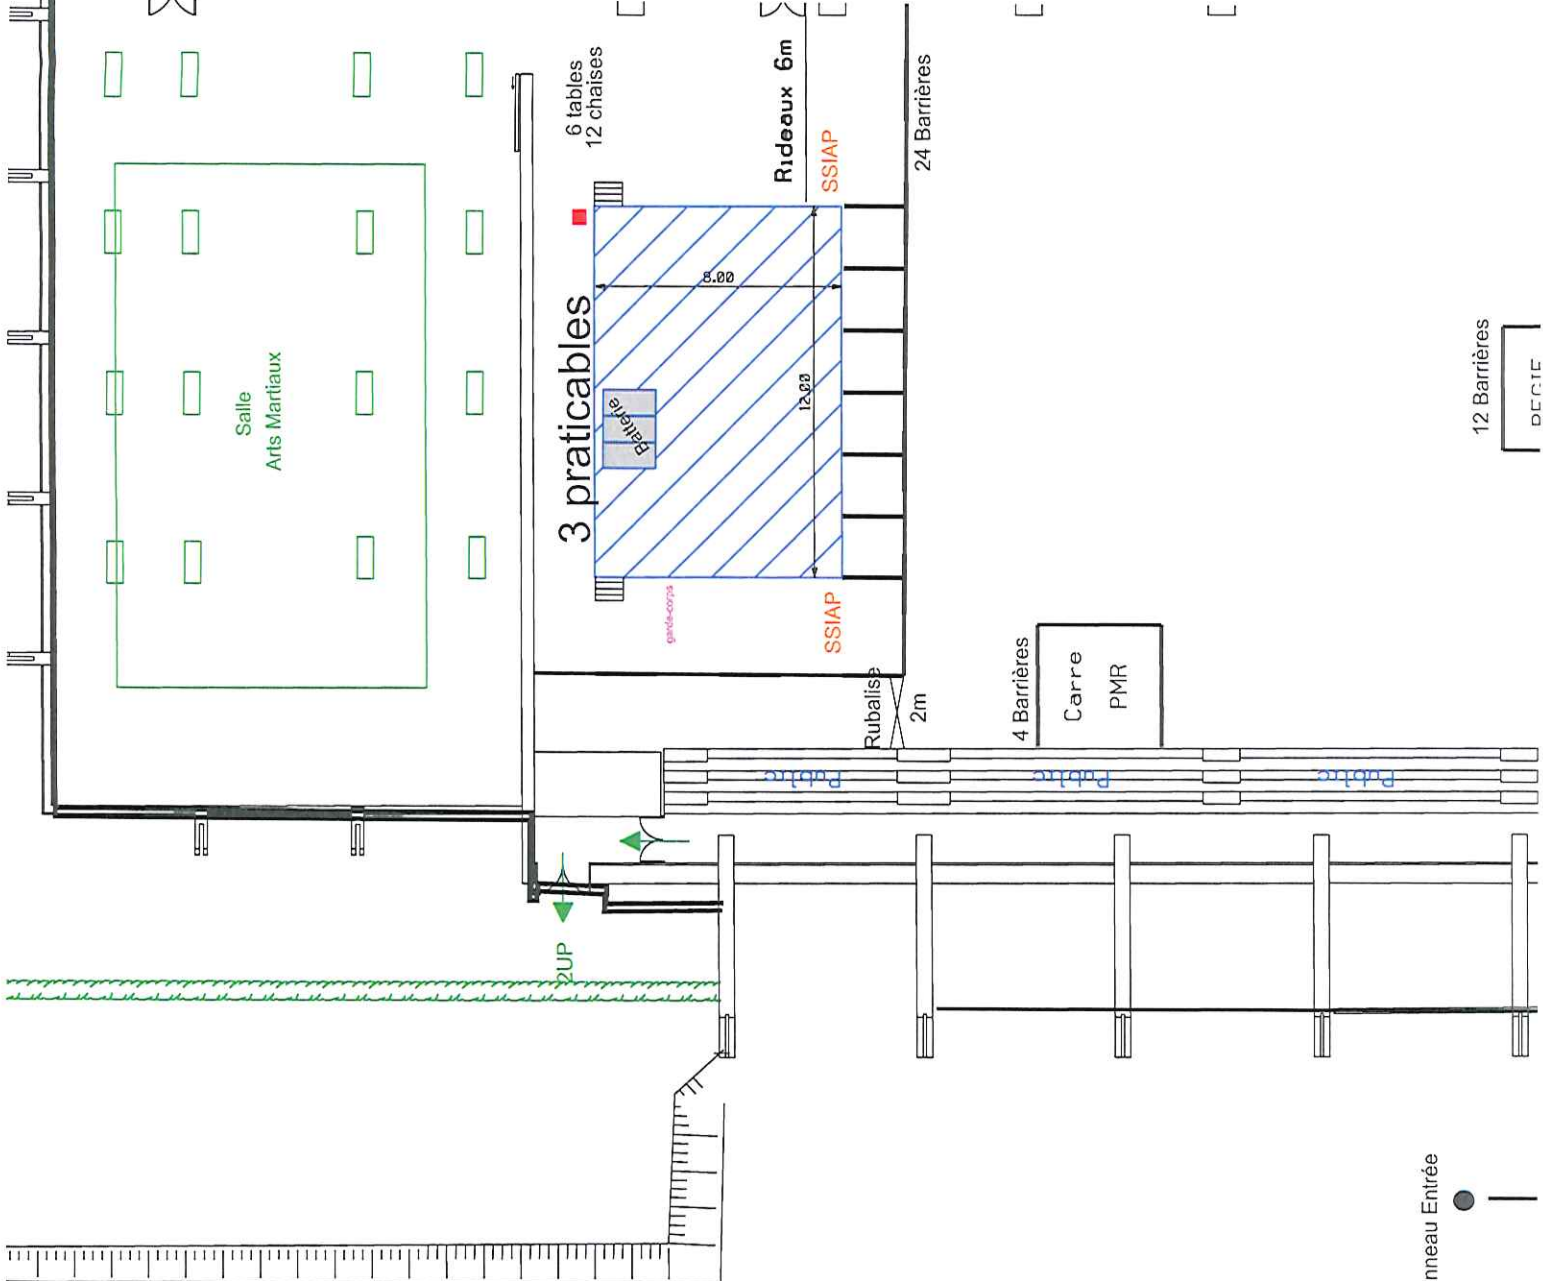 Salle
Arts Martiaux
6 tables
12 chaises
3 praticables
Batterie
8.00
12.00
Rideaux 6m
SSIAP
24 Barrières
garde-corps
SSIAP
Rubalise
2m
4 Barrières
Carre
PMR
12 Barrières
Public
Public
Public
2UP
nneau Entrée